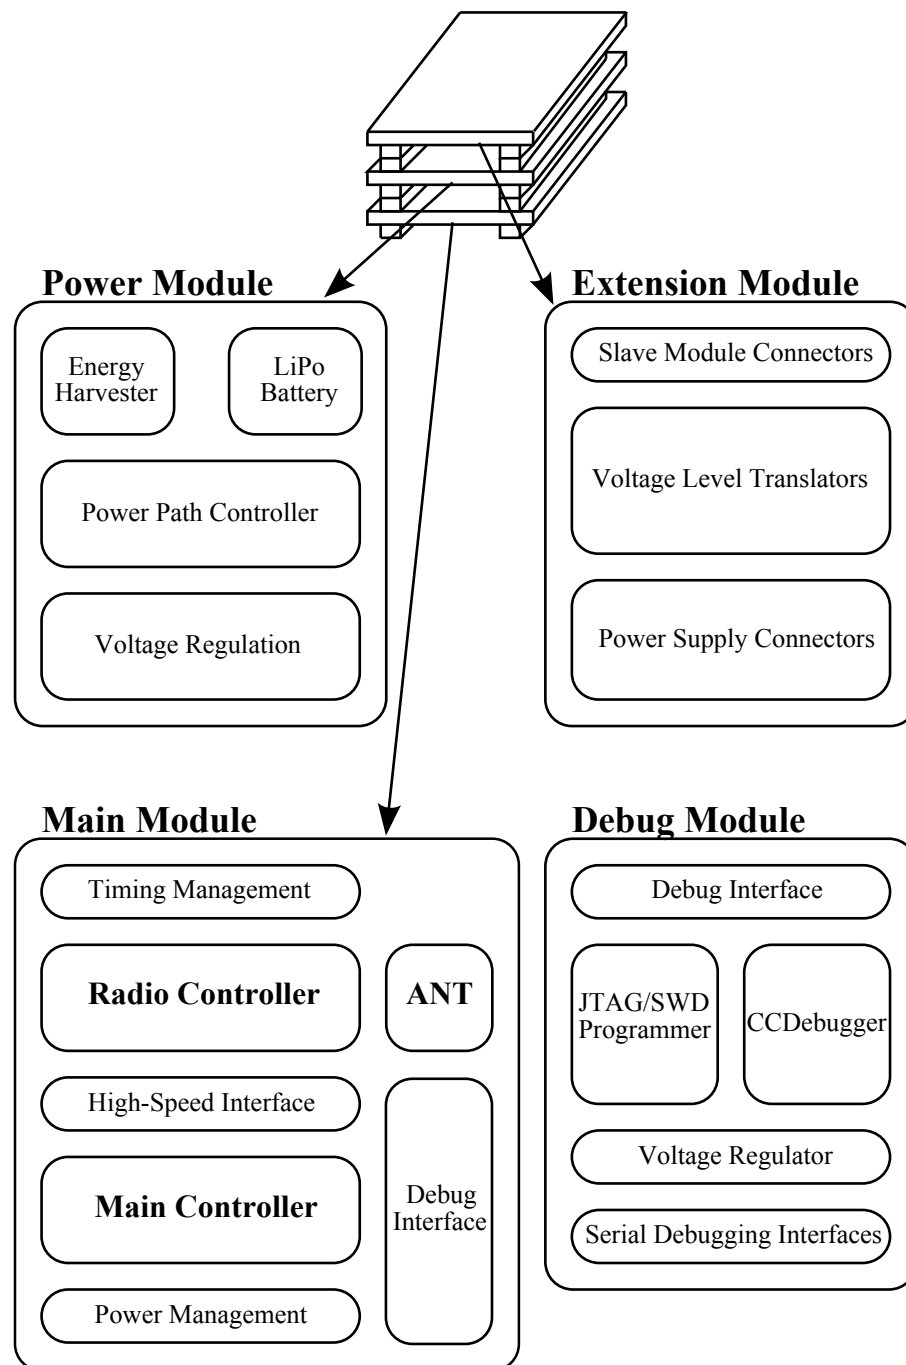 Power Module
Energy
Harvester
LiPo
Battery
Power Path Controller
Voltage Regulation
Extension Module
Slave Module Connectors
Voltage Level Translators
Power Supply Connectors
Main Module
Timing Management
Radio Controller
ANT
High-Speed Interface
Main Controller
Debug
Interface
Power Management
Debug Module
Debug Interface
JTAG/SWD
Programmer
CCDebugger
Voltage Regulator
Serial Debugging Interfaces